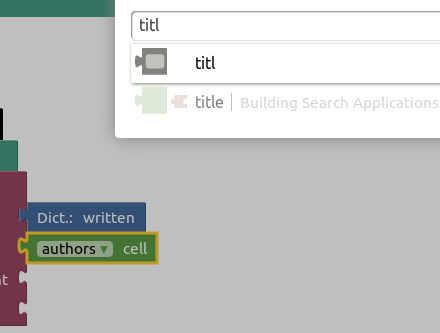 titl
titl
title | Building Search Applications
Dict.: written
authors ▾ cell